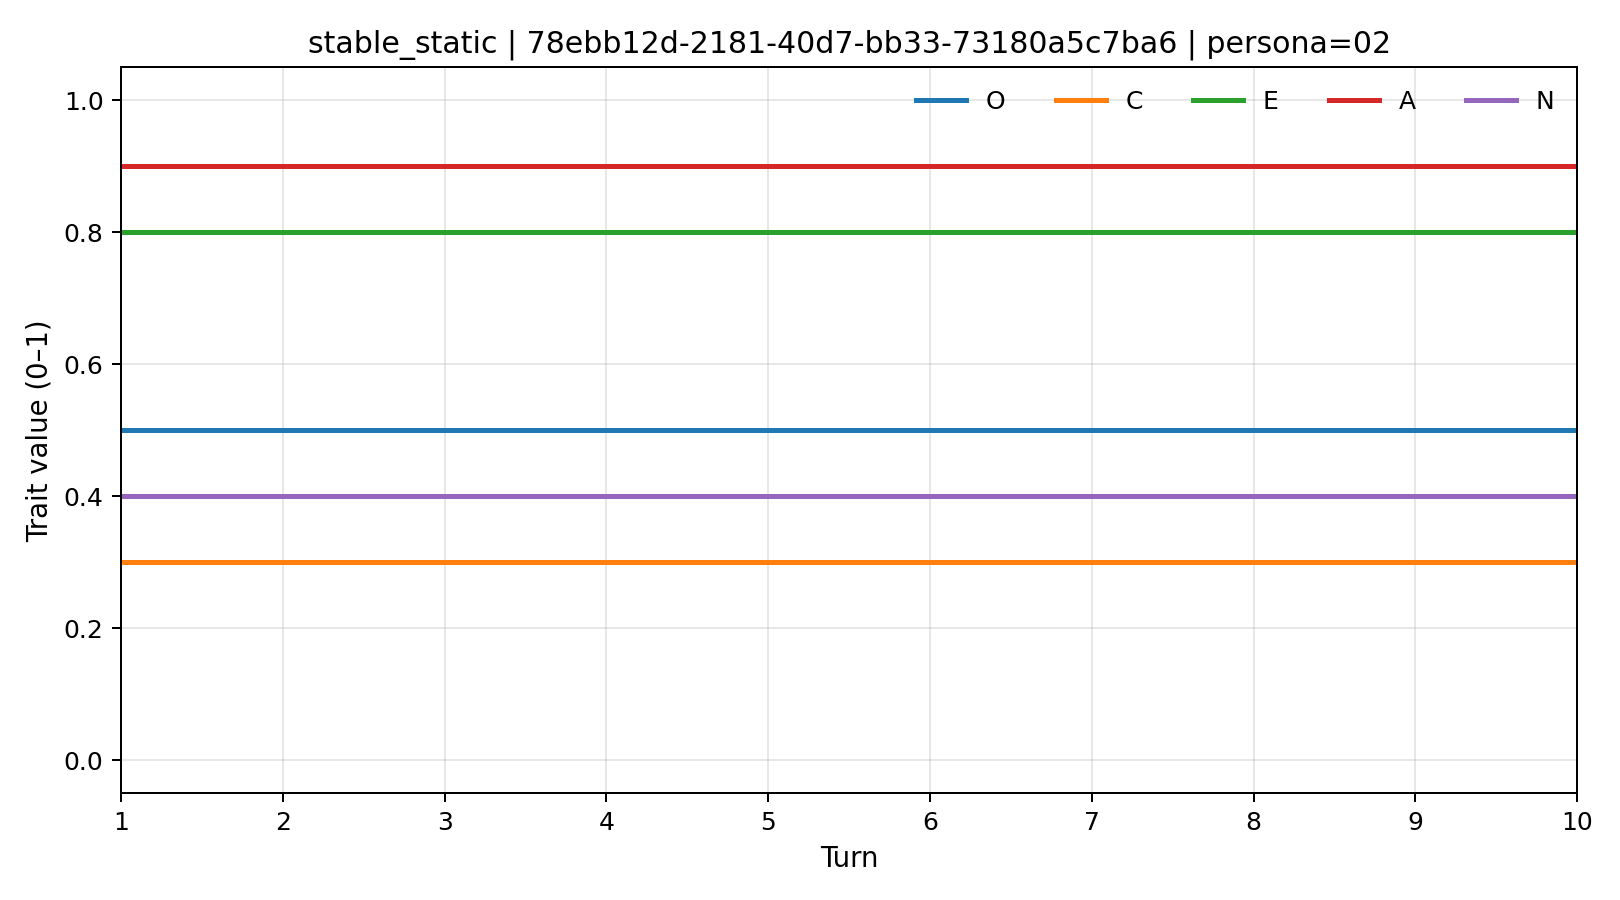 stable_static | 78ebb12d-2181-40d7-bb33-73180a5c7ba6 | persona=02
O C E A N
Trait value (0–1)
1.0
0.8
0.6
0.4
0.2
0.0
1 2 3 4 5 6 7 8 9 10
Turn